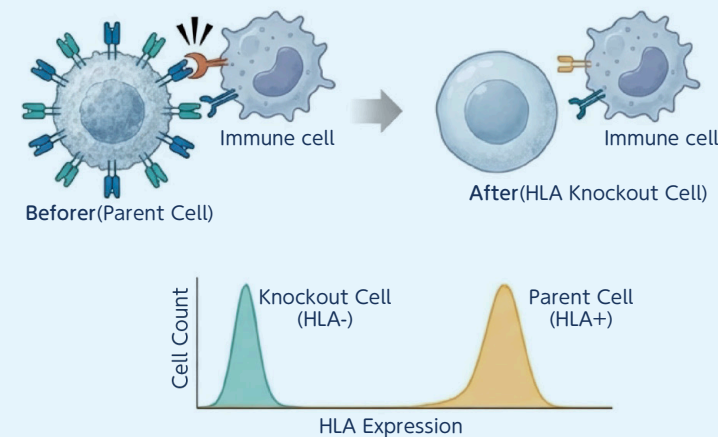 Immune cell
Immune cell
Beforer(Parent Cell)
After(HLA Knockout Cell)
Cell Count
Knockout Cell
(HLA-)
Parent Cell
(HLA+)
HLA Expression